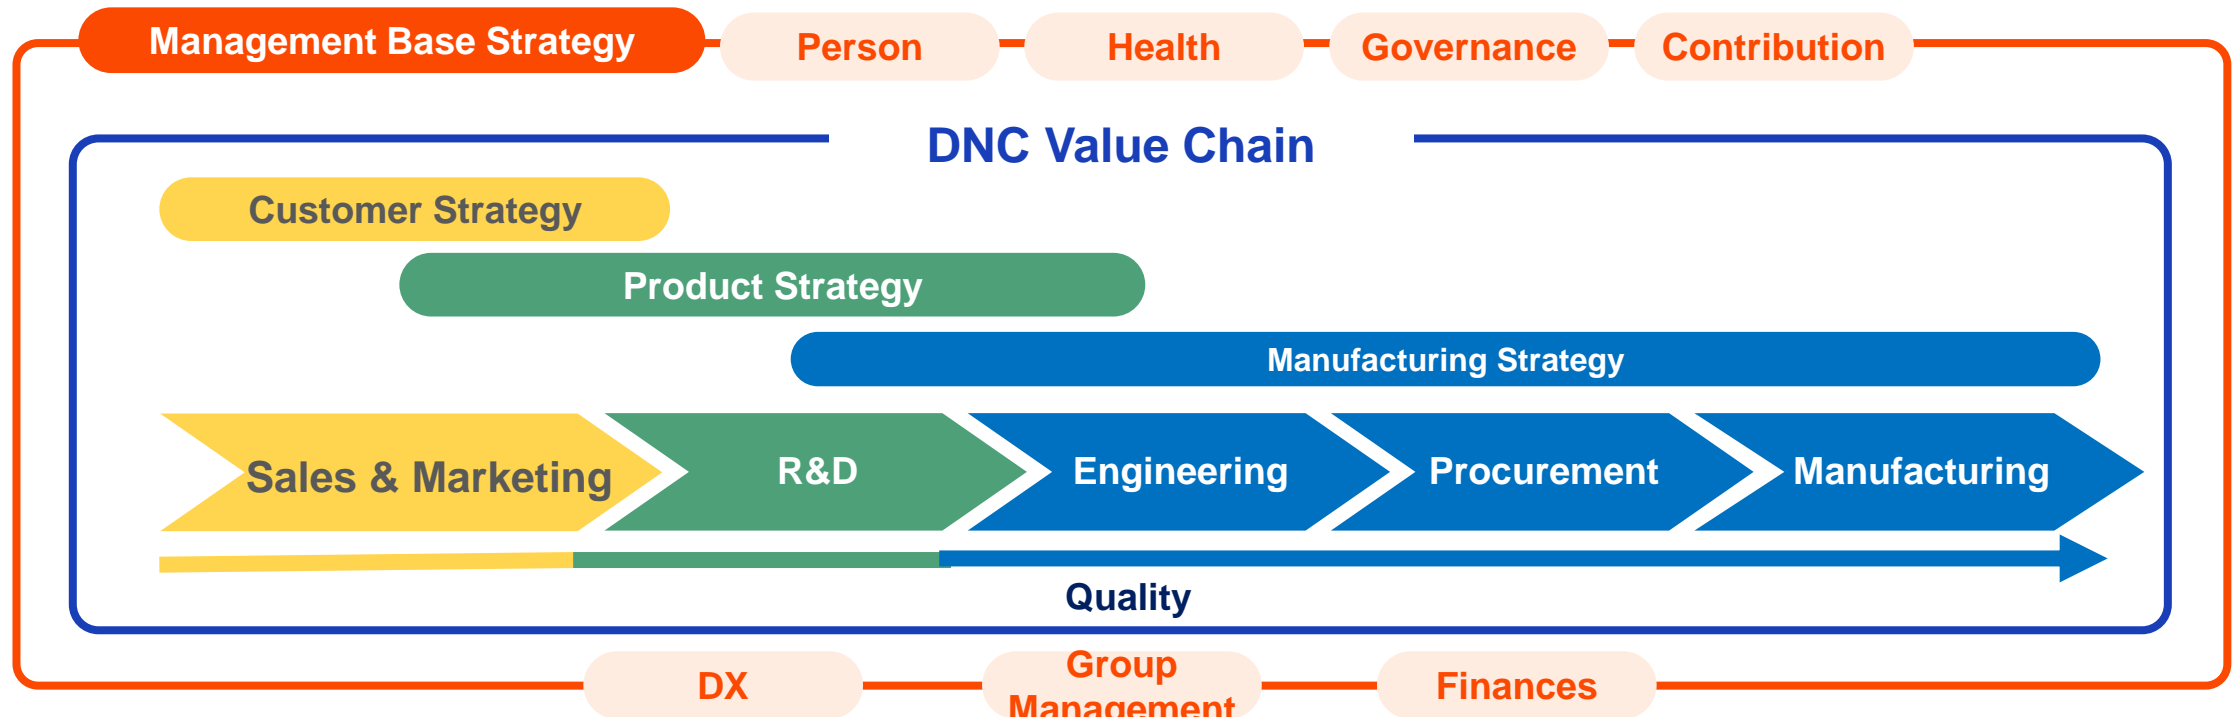 Management Base Strategy
Person
Health
Governance
Contribution
DNC Value Chain
Customer Strategy
Product Strategy
Manufacturing Strategy
Sales & Marketing
R&D
Engineering
Procurement
Manufacturing
Quality
DX
Group
Management
Finances